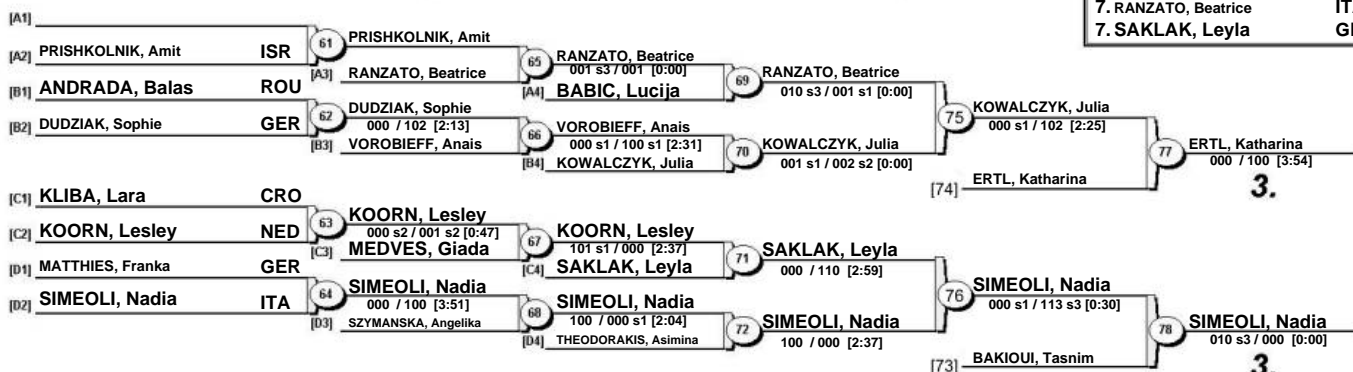 7. RANZATO, Beatrice
7. SAKLAK, Leyla
[A1]
[A2] PRISHKOLNIK, Amit ISR
61
PRISHKOLNIK, Amit
[A3] RANZATO, Beatrice
[B1] ANDRADA, Balas ROU
[B2] DUDZIAK, Sophie GER
62
DUDZIAK, Sophie
000 / 102 [2:13]
[B3] VOROBIEFF, Anais
65
RANZATO, Beatrice
001 s3 / 001 [0:00]
[A4] BABIC, Lucija
66
VOROBIEFF, Anais
000 s1 / 100 s1 [2:31]
[B4] KOWALCZYK, Julia
69
RANZATO, Beatrice
010 s3 / 001 s1 [0:00]
70
KOWALCZYK, Julia
001 s1 / 002 s2 [0:00]
75
KOWALCZYK, Julia
000 s1 / 102 [2:25]
[74] ERTL, Katharina
77
ERTL, Katharina
000 / 100 [3:54]
3.
[C1] KLIBA, Lara CRO
[C2] KOORN, Lesley NED
63
KOORN, Lesley
000 s2 / 001 s2 [0:47]
[C3] MEDVES, Giada
[D1] MATTHIES, Franka GER
[D2] SIMEOLI, Nadia ITA
64
SIMEOLI, Nadia
000 / 100 [3:51]
[D3] SZYMANSKA, Angelika
67
KOORN, Lesley
101 s1 / 000 [2:37]
[C4] SAKLAK, Leyla
68
SIMEOLI, Nadia
100 / 000 s1 [2:04]
[D4] THEODORAKIS, Asimina
71
SAKLAK, Leyla
000 / 110 [2:59]
72
SIMEOLI, Nadia
100 / 000 [2:37]
76
SIMEOLI, Nadia
000 s1 / 113 s3 [0:30]
[73] BAKIOUI, Tasnim
78
SIMEOLI, Nadia
010 s3 / 000 [0:00]
3.